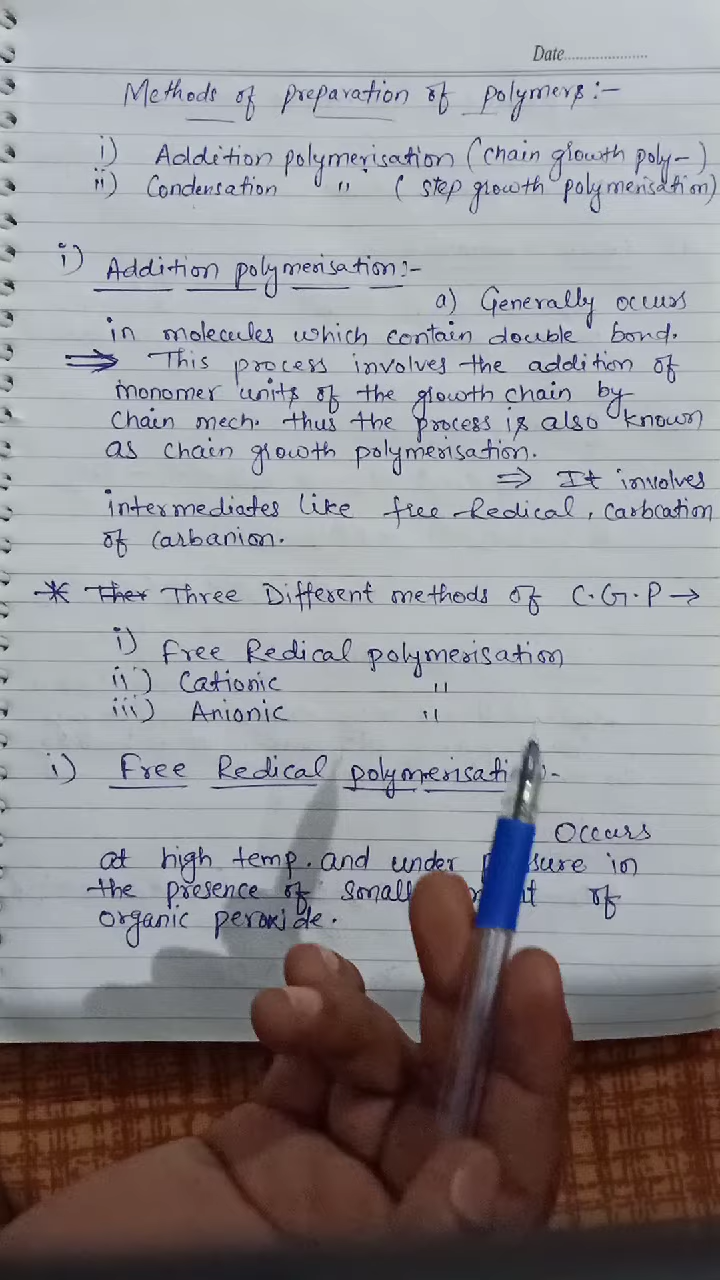 Date
Methods of preparation of polymers:-
i) Addition polymerisation (chain growth poly-)
ii) Condensation " (step growth polymerisation)
i) Addition polymerisation:-
a) Generally occurs
in molecules which contain double bond.
⇒ This process involves the addition of
monomer units of the growth chain by
chain mech. thus the process is also known
as chain growth polymerisation.
⇒ It involves
intermediates like free-Redical, carbcation
of carbanion.
* Three Different methods of C.G.P →
i) Free Redical polymerisation
ii) Cationic "
iii) Anionic "
i) Free Redical :-
Occurs
at high temp. and under in
the presence of small of
organic peroxide.